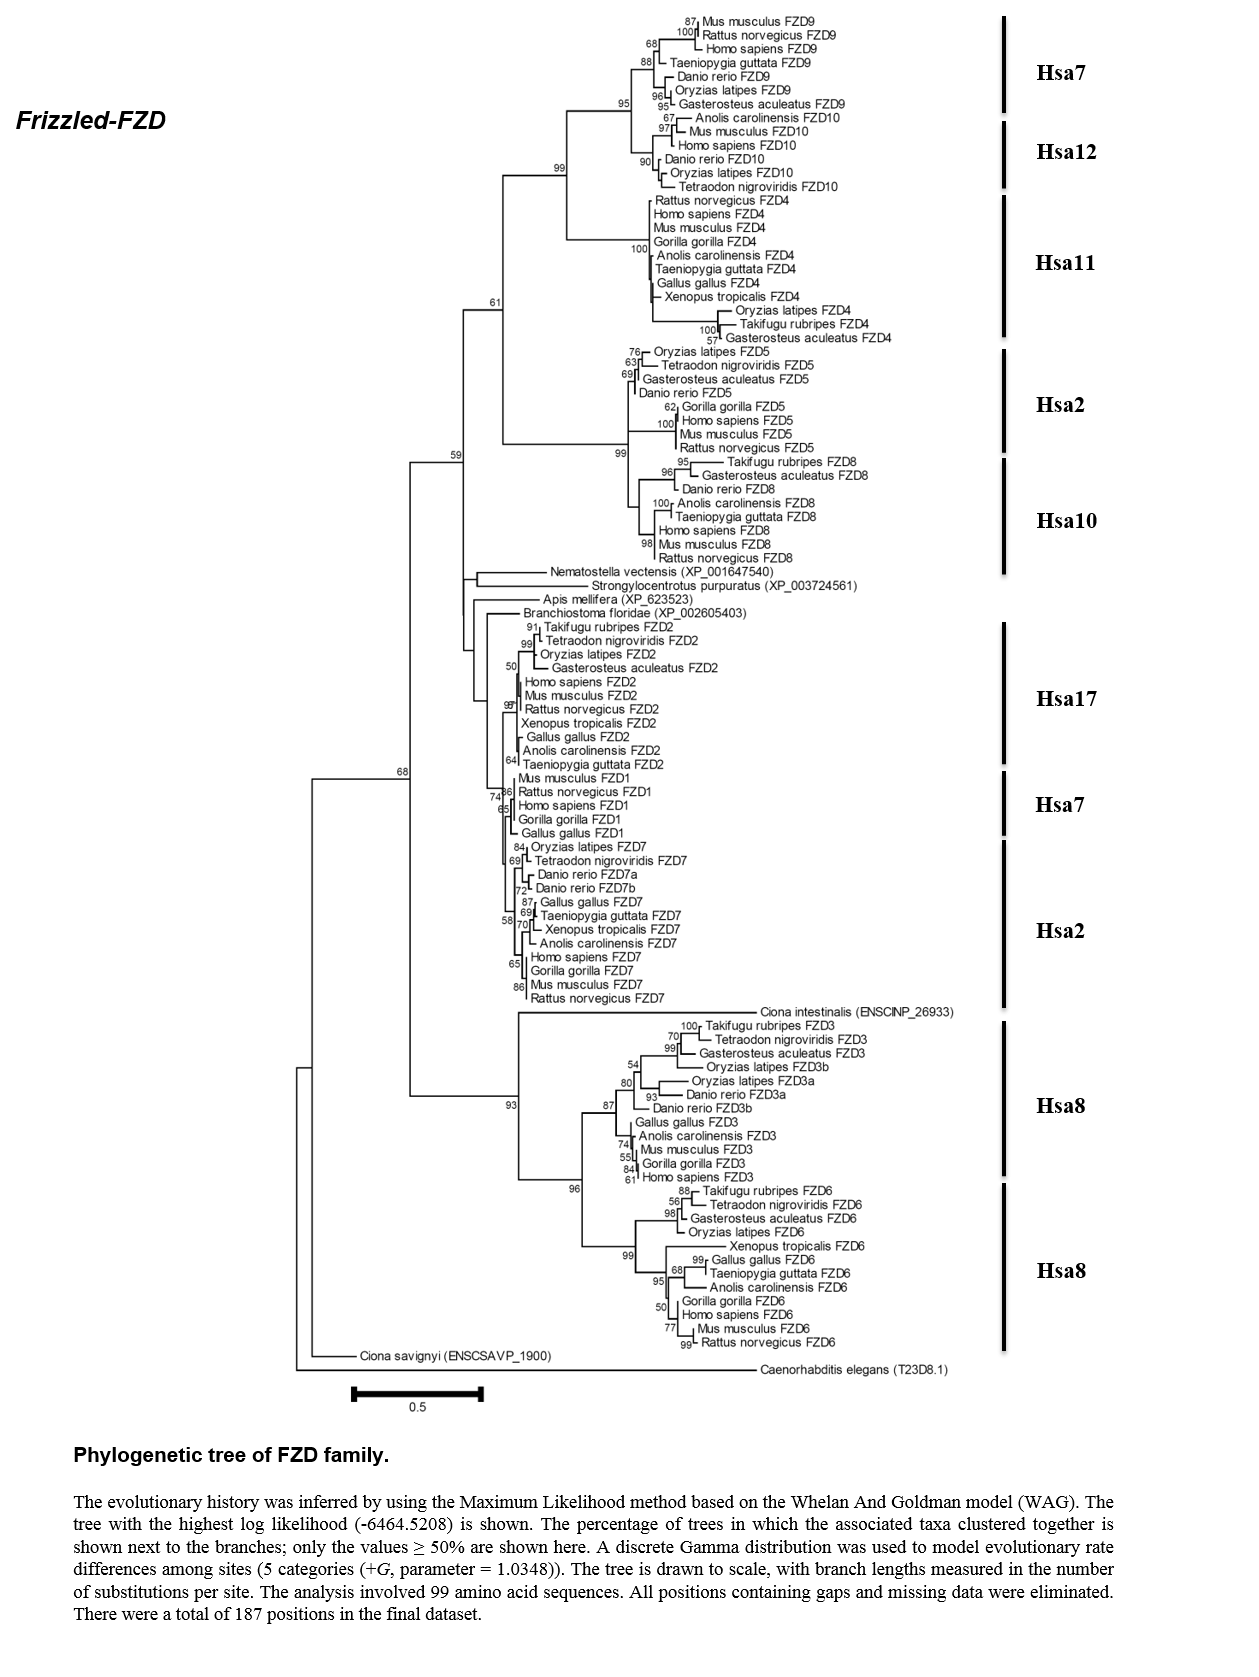 Frizzled-FZD
87 Mus musculus FZD9
100 Rattus norvegicus FZD9
68 Homo sapiens FZD9
88 Taeniopygia guttata FZD9
Danio rerio FZD9
96 Oryzias latipes FZD9
95 95 Gasterosteus aculeatus FZD9
Hsa7
67 Anolis carolinensis FZD10
97 Mus musculus FZD10
Homo sapiens FZD10
90 Danio rerio FZD10
99 Oryzias latipes FZD10
Tetraodon nigroviridis FZD10
Hsa12
Rattus norvegicus FZD4
Homo sapiens FZD4
Mus musculus FZD4
Gorilla gorilla FZD4
100 Anolis carolinensis FZD4
Taeniopygia guttata FZD4
Gallus gallus FZD4
61 Xenopus tropicalis FZD4
Oryzias latipes FZD4
100 Takifugu rubripes FZD4
57 Gasterosteus aculeatus FZD4
Hsa11
76 Oryzias latipes FZD5
63 Tetraodon nigroviridis FZD5
69 Gasterosteus aculeatus FZD5
Danio rerio FZD5
62 Gorilla gorilla FZD5
100 Homo sapiens FZD5
Mus musculus FZD5
59 99 Rattus norvegicus FZD5
Hsa2
95 Takifugu rubripes FZD8
96 Gasterosteus aculeatus FZD8
Danio rerio FZD8
100 Anolis carolinensis FZD8
Taeniopygia guttata FZD8
Homo sapiens FZD8
98 Mus musculus FZD8
Rattus norvegicus FZD8
Hsa10
Nematostella vectensis (XP_001647540)
Strongylocentrotus purpuratus (XP_003724561)
Apis mellifera (XP_623523)
Branchiostoma floridae (XP_002605403)
91 Takifugu rubripes FZD2
99 Tetraodon nigroviridis FZD2
Oryzias latipes FZD2
50 Gasterosteus aculeatus FZD2
Homo sapiens FZD2
Mus musculus FZD2
Rattus norvegicus FZD2
Xenopus tropicalis FZD2
Gallus gallus FZD2
Anolis carolinensis FZD2
64 Taeniopygia guttata FZD2
Hsa17
68 Mus musculus FZD1
74 86 Rattus norvegicus FZD1
65 Homo sapiens FZD1
Gorilla gorilla FZD1
Gallus gallus FZD1
Hsa7
84 Oryzias latipes FZD7
69 Tetraodon nigroviridis FZD7
Danio rerio FZD7a
72 Danio rerio FZD7b
87 Gallus gallus FZD7
69 Taeniopygia guttata FZD7
58 70 Xenopus tropicalis FZD7
Anolis carolinensis FZD7
65 Homo sapiens FZD7
Gorilla gorilla FZD7
86 Mus musculus FZD7
Rattus norvegicus FZD7
Hsa2
Ciona intestinalis (ENSCINP_26933)
100 Takifugu rubripes FZD3
70 Tetraodon nigroviridis FZD3
99 Gasterosteus aculeatus FZD3
54 Oryzias latipes FZD3b
80 Oryzias latipes FZD3a
93 Danio rerio FZD3a
93 87 Danio rerio FZD3b
Gallus gallus FZD3
74 Anolis carolinensis FZD3
55 Mus musculus FZD3
84 Gorilla gorilla FZD3
61 Homo sapiens FZD3
Hsa8
96 88 Takifugu rubripes FZD6
56 Tetraodon nigroviridis FZD6
98 Gasterosteus aculeatus FZD6
Oryzias latipes FZD6
99 Xenopus tropicalis FZD6
99 Gallus gallus FZD6
95 68 Taeniopygia guttata FZD6
Anolis carolinensis FZD6
50 Gorilla gorilla FZD6
Homo sapiens FZD6
77 Mus musculus FZD6
99 Rattus norvegicus FZD6
Hsa8
Ciona savignyi (ENSCSAVP_1900)
Caenorhabditis elegans (T23D8.1)
0.5
Phylogenetic tree of FZD family.
The evolutionary history was inferred by using the Maximum Likelihood method based on the Whelan And Goldman model (WAG). The
tree with the highest log likelihood (-6464.5208) is shown. The percentage of trees in which the associated taxa clustered together is
shown next to the branches; only the values ≥ 50% are shown here. A discrete Gamma distribution was used to model evolutionary rate
differences among sites (5 categories (+G, parameter = 1.0348)). The tree is drawn to scale, with branch lengths measured in the number
of substitutions per site. The analysis involved 99 amino acid sequences. All positions containing gaps and missing data were eliminated.
There were a total of 187 positions in the final dataset.